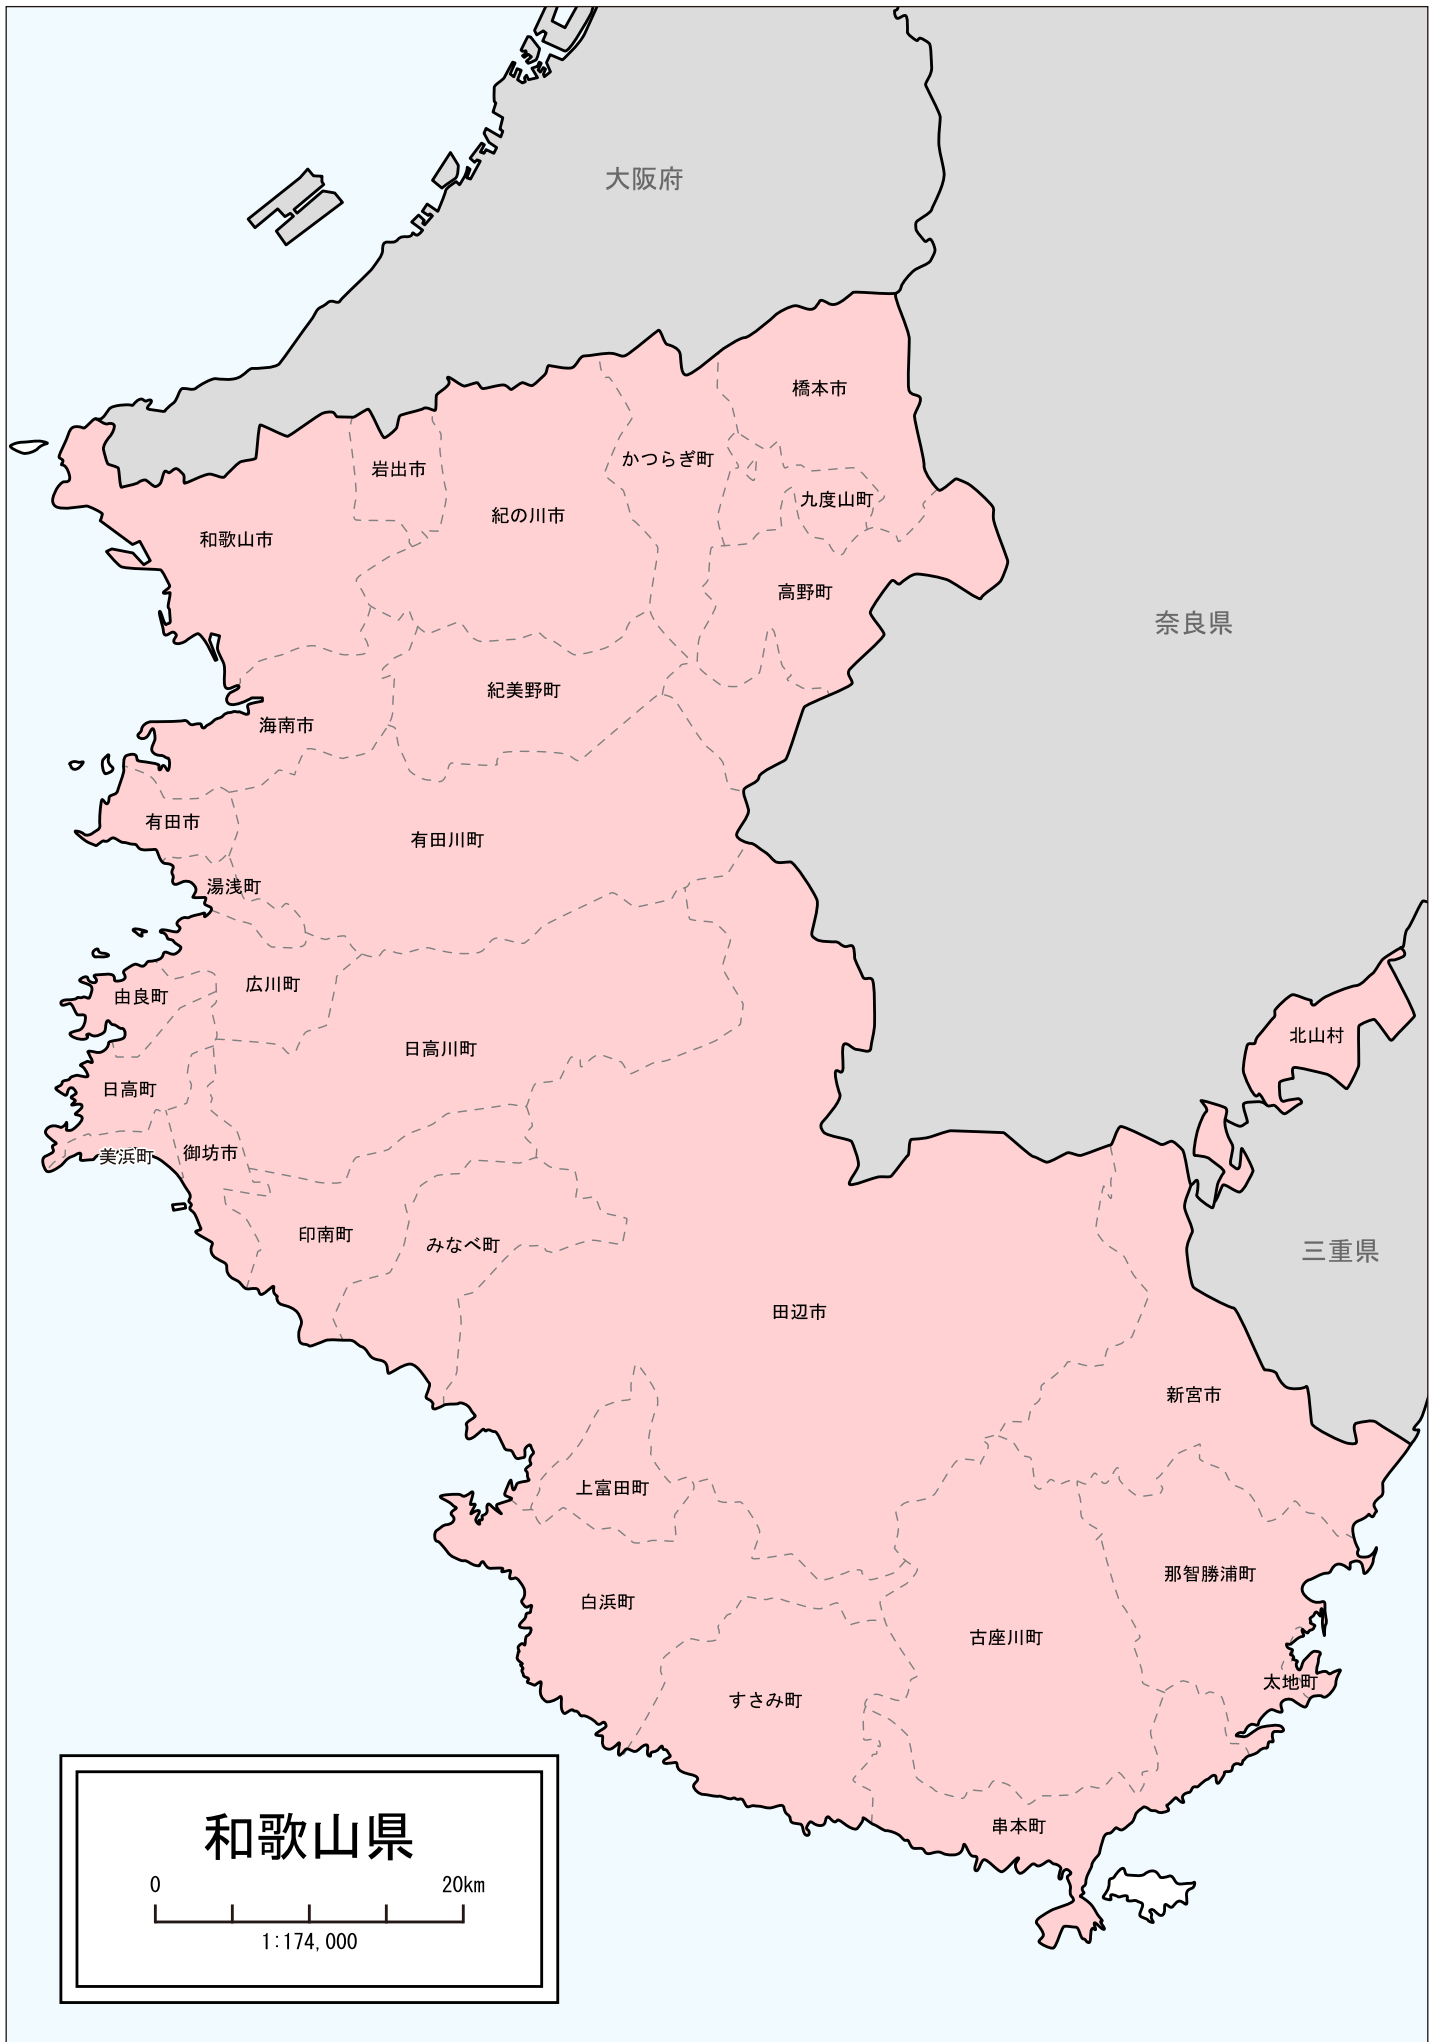 大阪府
橋本市
かつらぎ町
岩出市
九度山町
紀の川市
和歌山市
高野町
奈良県
紀美野町
海南市
有田市
有田川町
湯浅町
広川町
由良町
北山村
日高川町
日高町
御坊市
美浜町
印南町
みなべ町
三重県
田辺市
新宮市
上富田町
那智勝浦町
白浜町
古座川町
太地町
すさみ町
串本町
和歌山県
0 20km
1:174,000